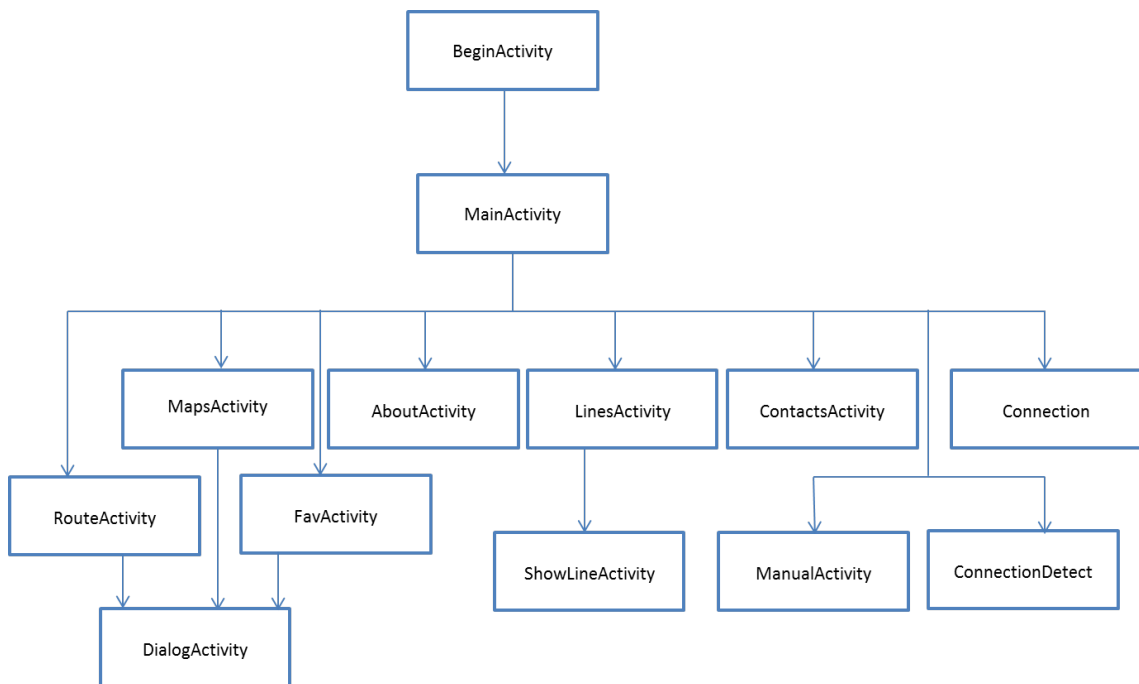 BeginActivity
MainActivity
MapsActivity
AboutActivity
LinesActivity
ContactsActivity
Connection
RouteActivity
FavActivity
ShowLineActivity
ManualActivity
ConnectionDetect
DialogActivity